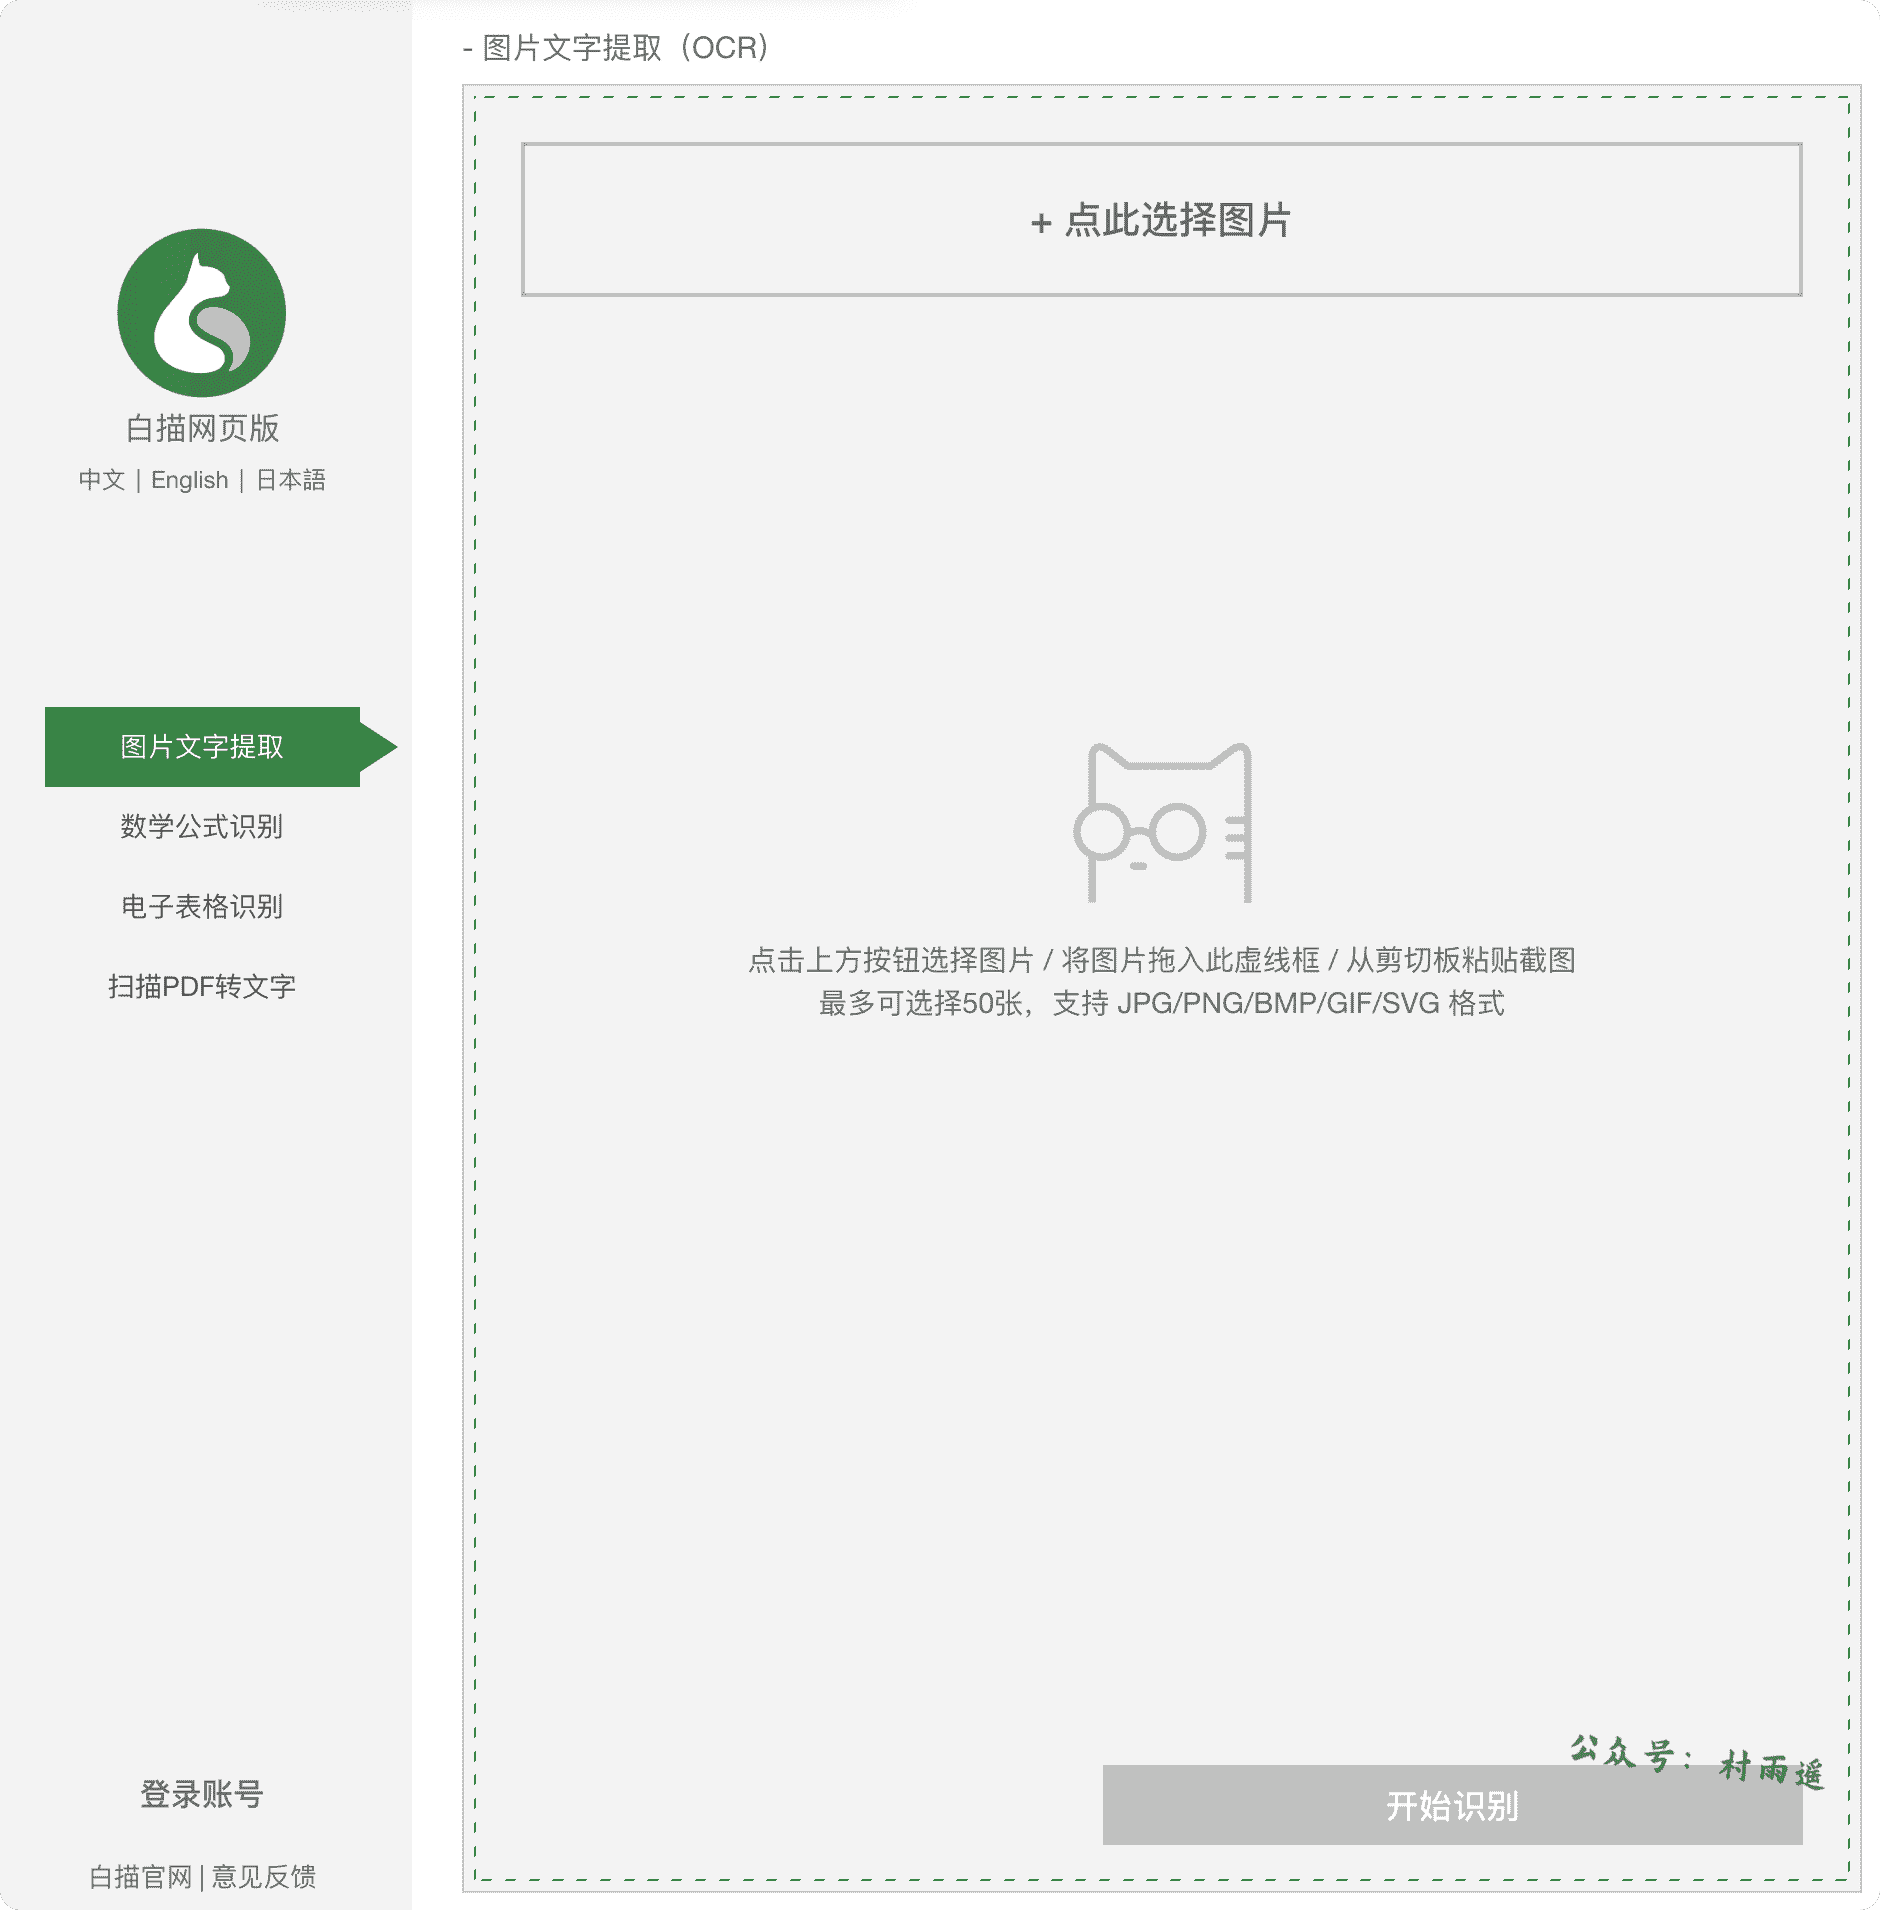 - 图片文字提取（OCR）
+ 点此选择图片
白描网页版
中文 | English | 日本語
图片文字提取
数学公式识别
电子表格识别
扫描PDF转文字
点击上方按钮选择图片 / 将图片拖入此虚线框 / 从剪切板粘贴截图
最多可选择50张，支持 JPG/PNG/BMP/GIF/SVG 格式
公众号：村雨遥
登录账号
开始识别
白描官网 | 意见反馈